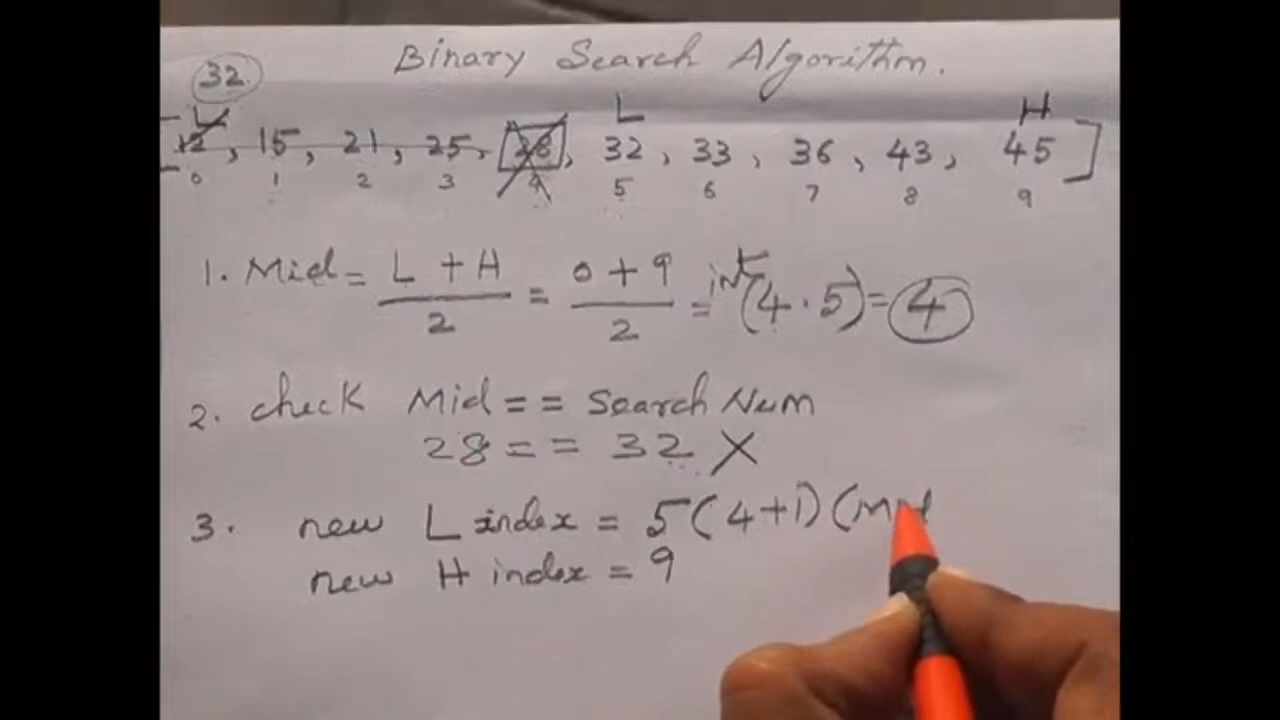 Binary Search Algorithm.
32.
L H
[12, 15, 21, 25, 28, 32, 33, 36, 43, 45]
0 1 2 3 4 5 6 7 8 9
1. Mid = L + H / 2 = 0 + 9 / 2 = int(4.5) = 4
2. check Mid == Search Num
28 == 32 X
3. new L index = 5 (4+1) (
new H index = 9